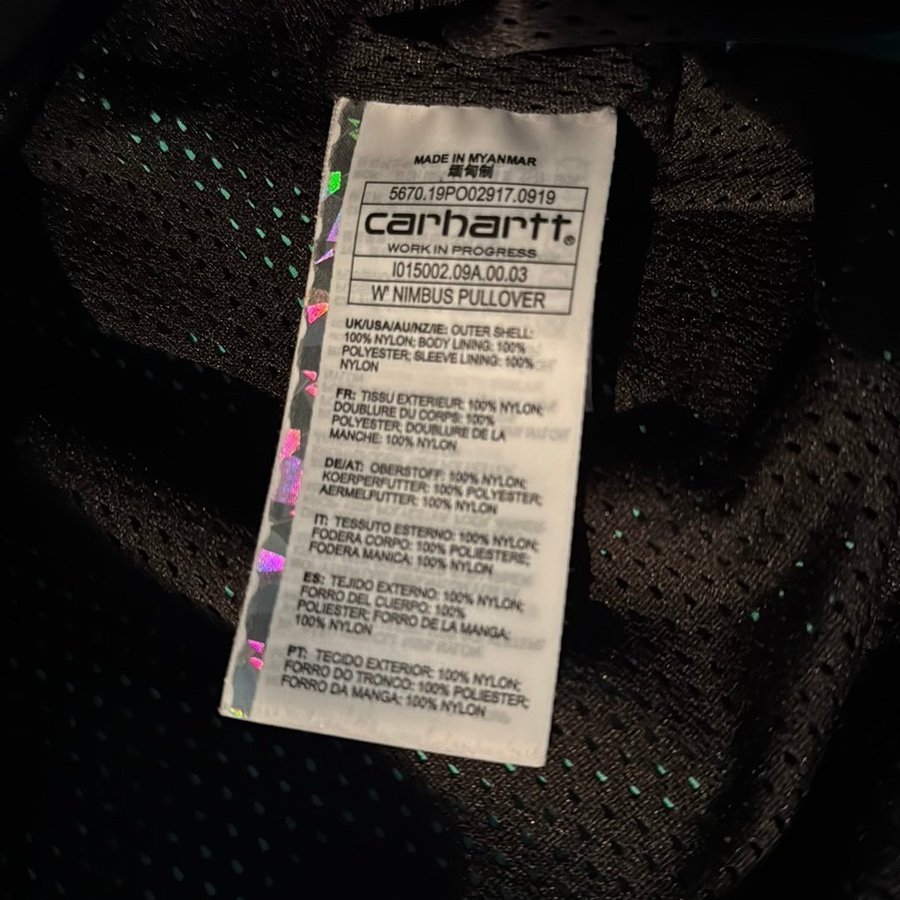 MADE IN MYANMAR
缅甸制
5670.19PO02917.0919
carhartt®
WORK IN PROGRESS
I015002.09A.00.03
W' NIMBUS PULLOVER
UK/USA/AU/NZ/IE: OUTER SHELL:
100% NYLON; BODY LINING: 100%
POLYESTER; SLEEVE LINING: 100%
NYLON
FR: TISSU EXTERIEUR: 100% NYLON;
DOUBLURE DU CORPS: 100%
POLYESTER; DOUBLURE DE LA
MANCHE: 100% NYLON
DE/AT: OBERSTOFF: 100% NYLON;
KOERPERFUTTER: 100% POLYESTER;
AERMELFUTTER: 100% NYLON
IT: TESSUTO ESTERNO: 100% NYLON;
FODERA CORPO: 100% POLIESTERE;
FODERA MANICA: 100% NYLON
ES: TEJIDO EXTERNO: 100% NYLON;
FORRO DEL CUERPO: 100%
POLIESTER; FORRO DE LA MANGA:
100% NYLON
PT: TECIDO EXTERIOR: 100% NYLON;
FORRO DO TRONCO: 100% POLIESTER;
FORRO DA MANGA: 100% NYLON